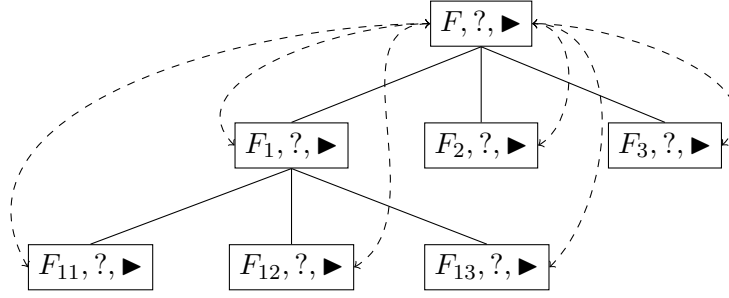 F, ?, ▶
F₁, ?, ▶
F₂, ?, ▶
F₃, ?, ▶
F₁₁, ?, ▶
F₁₂, ?, ▶
F₁₃, ?, ▶